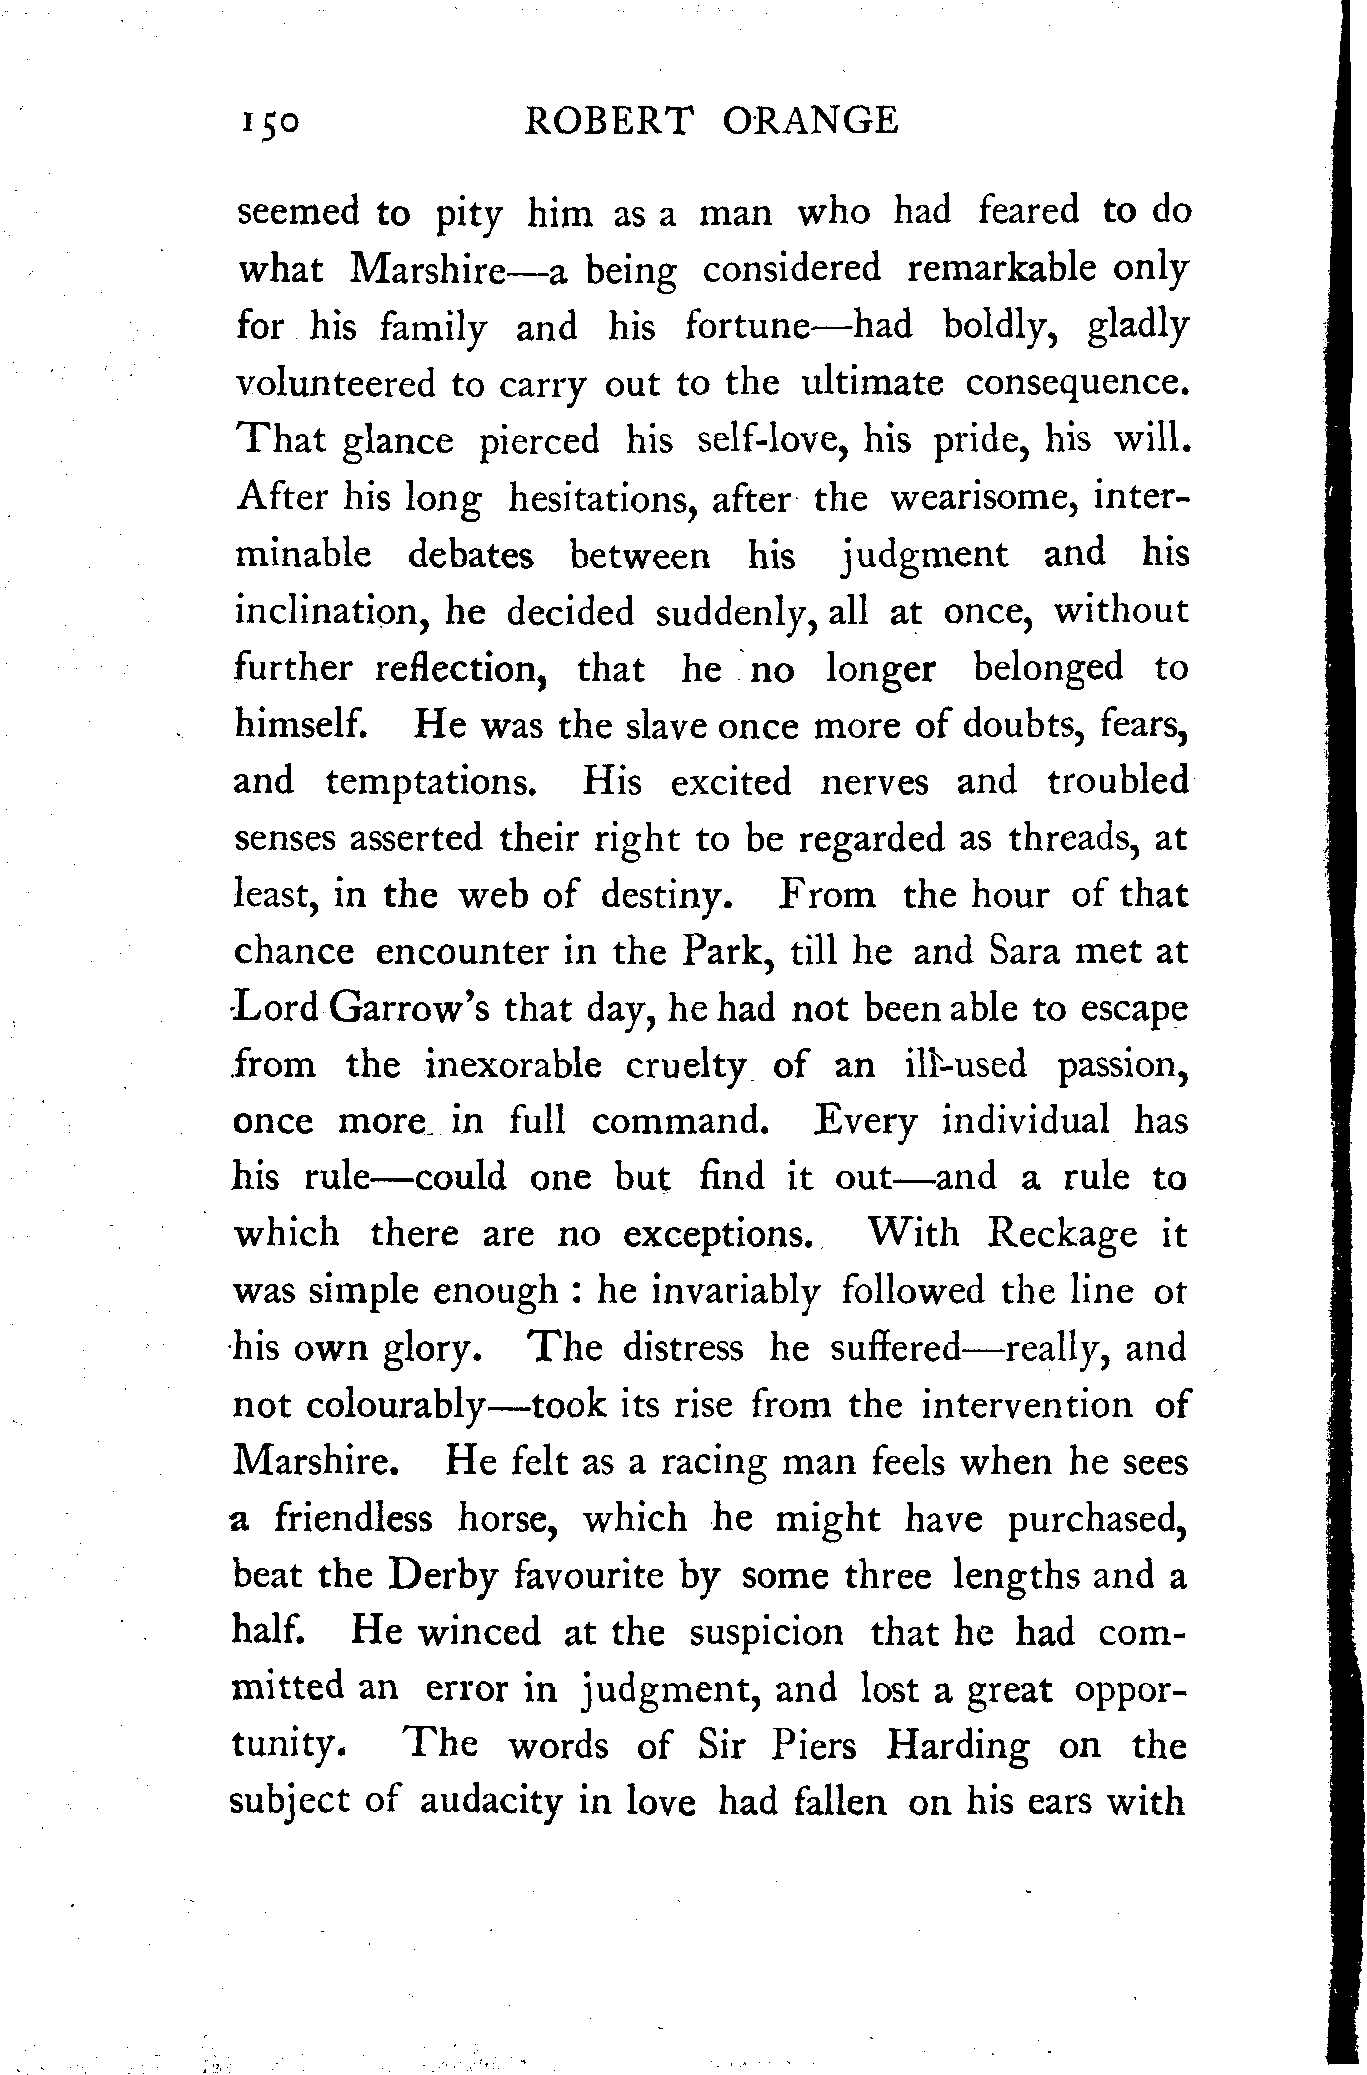 150 ROBERT ORANGE
seemed to pity him as a man who had feared to do
what Marshire—a being considered remarkable only
for his family and his fortune—had boldly, gladly
volunteered to carry out to the ultimate consequence.
That glance pierced his self-love, his pride, his will.
After his long hesitations, after the wearisome, inter-
minable debates between his judgment and his
inclination, he decided suddenly, all at once, without
further reflection, that he no longer belonged to
himself. He was the slave once more of doubts, fears,
and temptations. His excited nerves and troubled
senses asserted their right to be regarded as threads, at
least, in the web of destiny. From the hour of that
chance encounter in the Park, till he and Sara met at
Lord Garrow's that day, he had not been able to escape
from the inexorable cruelty of an ill-used passion,
once more in full command. Every individual has
his rule—could one but find it out—and a rule to
which there are no exceptions. With Reckage it
was simple enough : he invariably followed the line of
his own glory. The distress he suffered—really, and
not colourably—took its rise from the intervention of
Marshire. He felt as a racing man feels when he sees
a friendless horse, which he might have purchased,
beat the Derby favourite by some three lengths and a
half. He winced at the suspicion that he had com-
mitted an error in judgment, and lost a great oppor-
tunity. The words of Sir Piers Harding on the
subject of audacity in love had fallen on his ears with